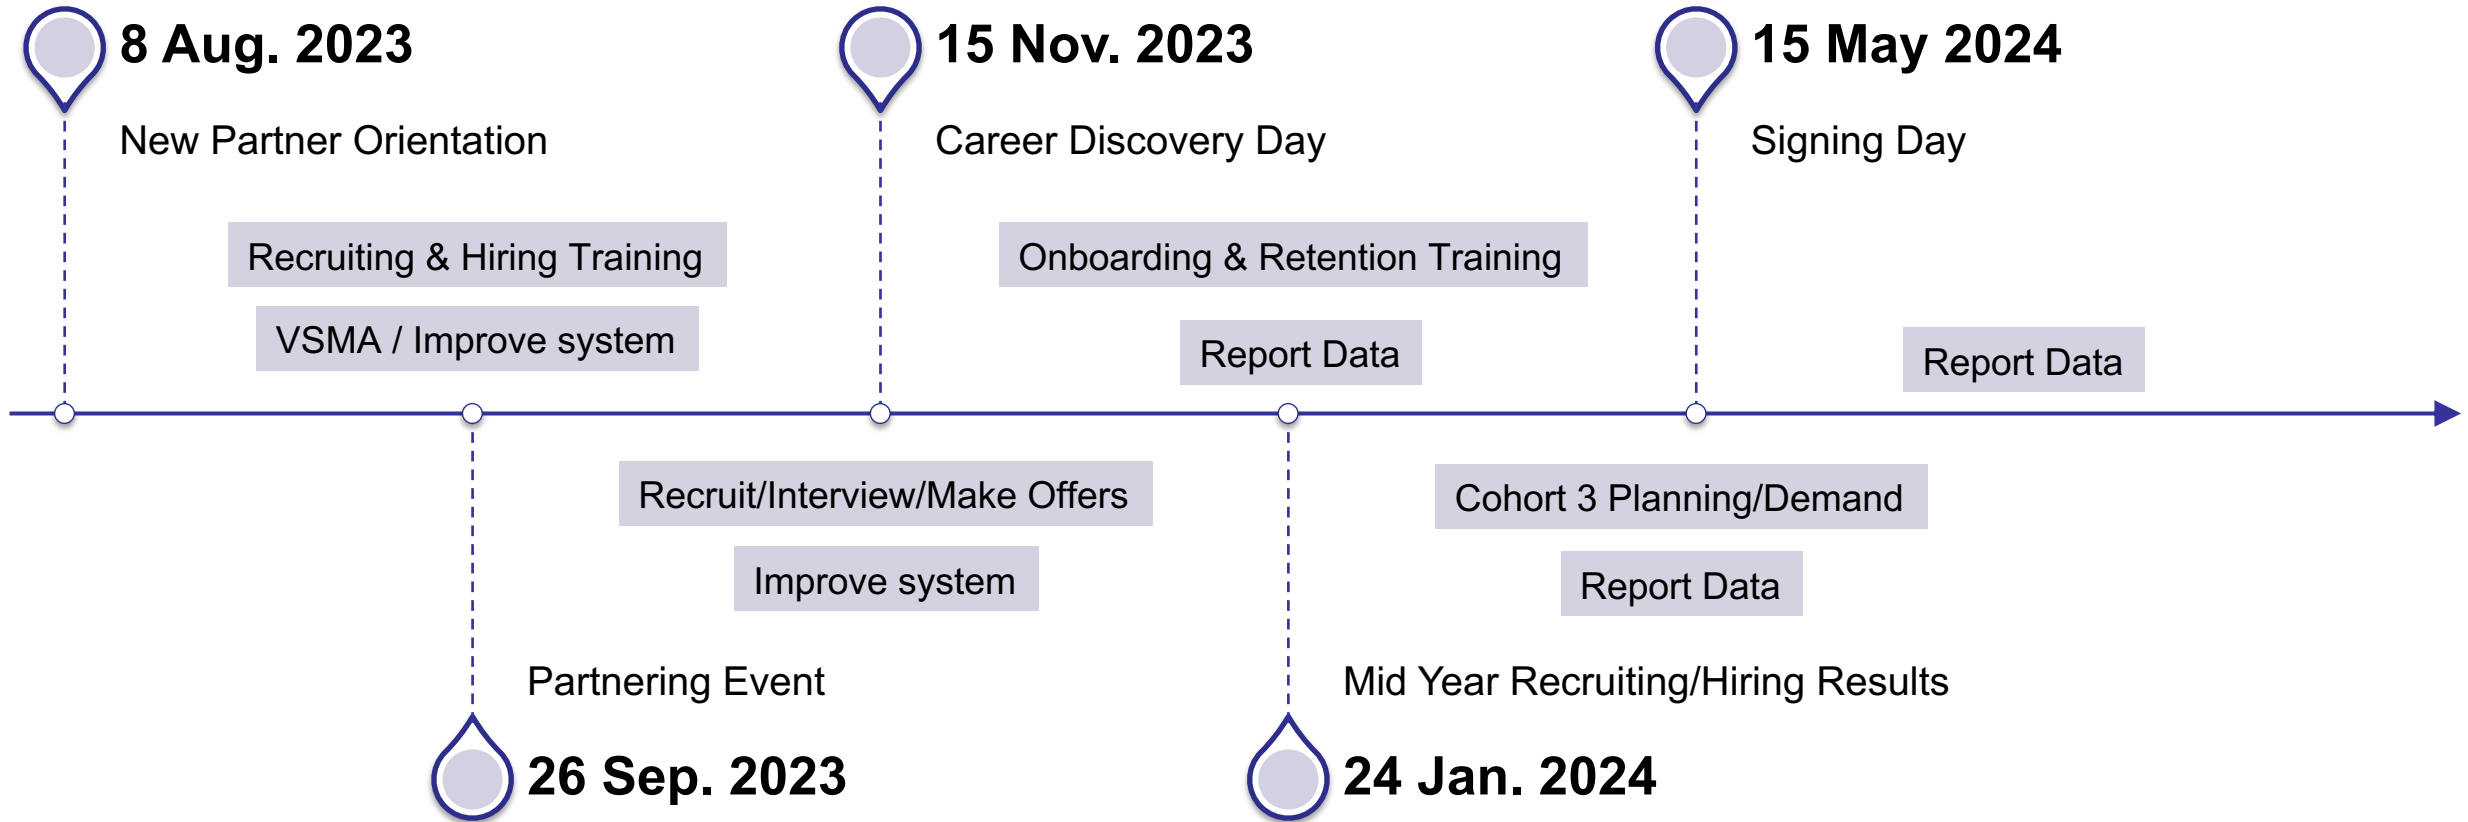 8 Aug. 2023
New Partner Orientation
15 Nov. 2023
Career Discovery Day
15 May 2024
Signing Day
Recruiting & Hiring Training
VSMA / Improve system
Onboarding & Retention Training
Report Data
Report Data
Recruit/Interview/Make Offers
Improve system
Cohort 3 Planning/Demand
Report Data
Partnering Event
26 Sep. 2023
Mid Year Recruiting/Hiring Results
24 Jan. 2024